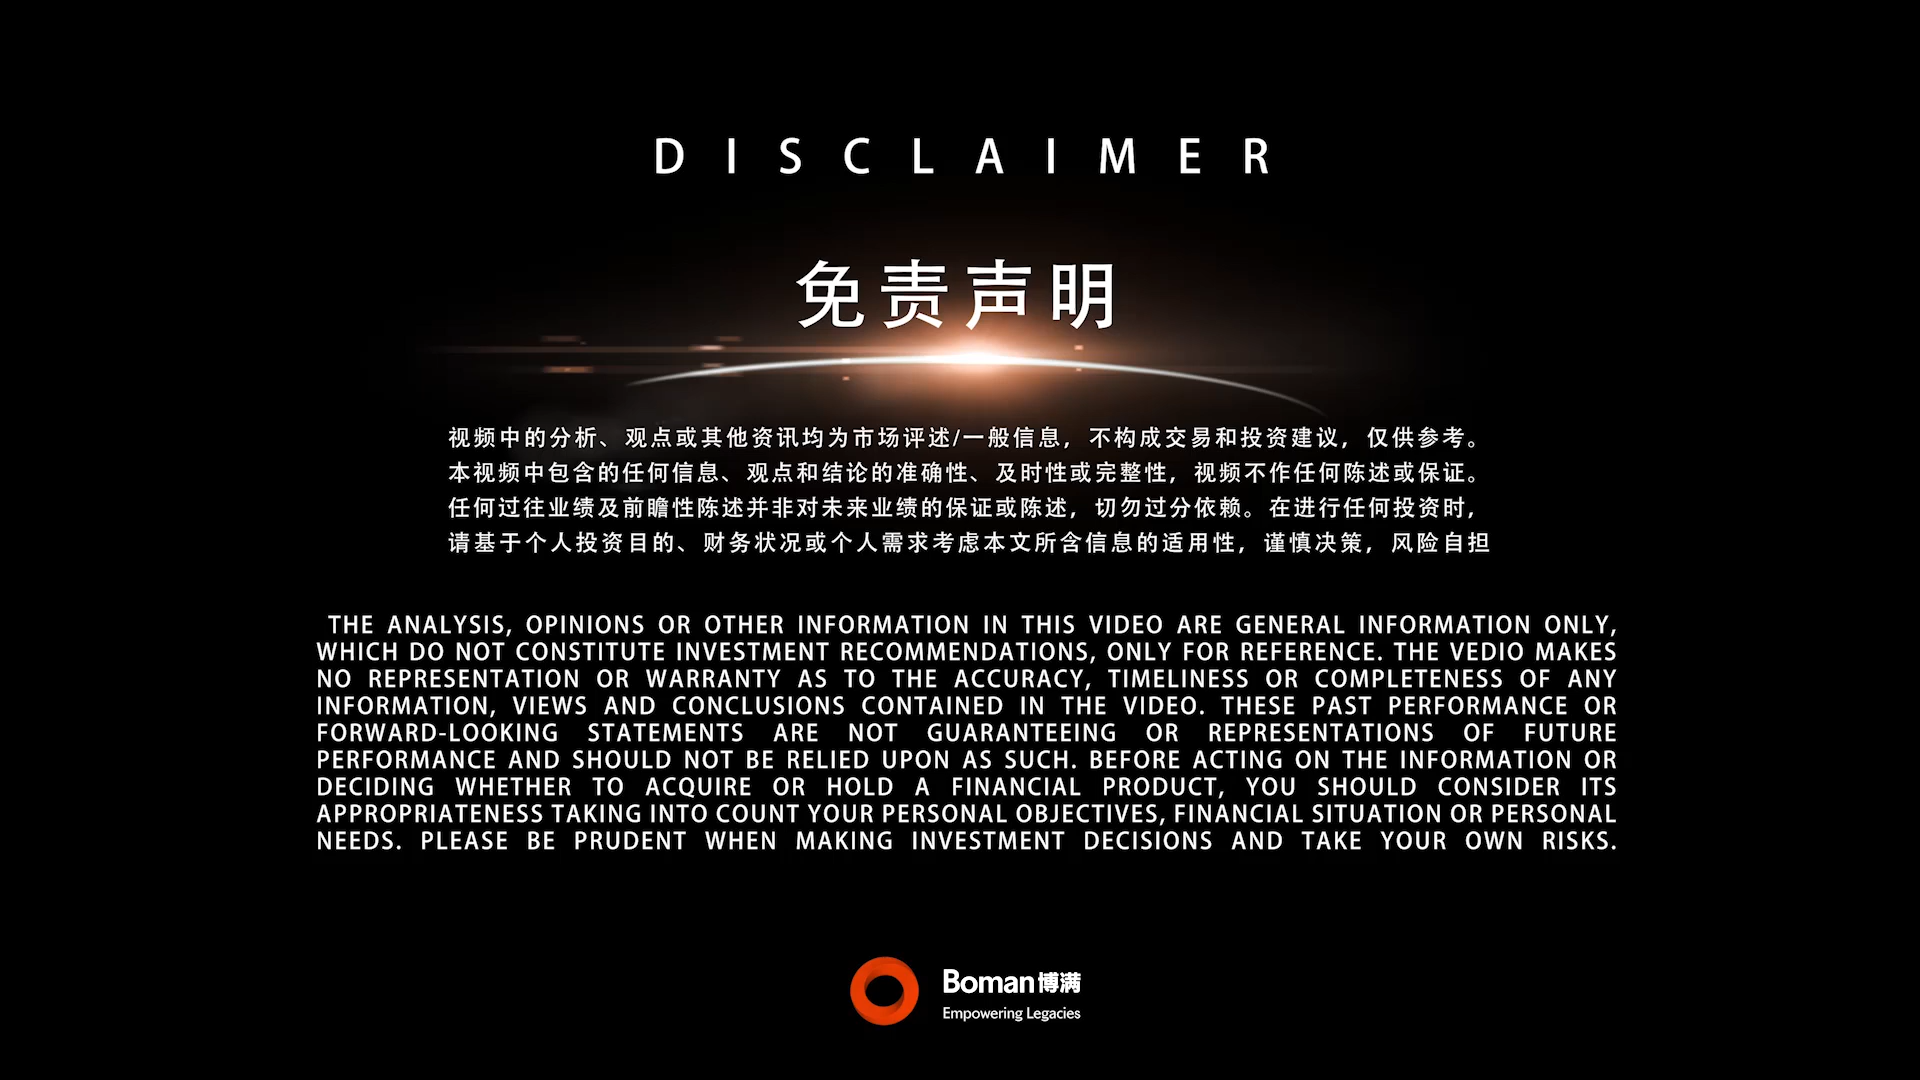 DISCLAIMER
免责声明
视频中的分析、观点或其他资讯均为市场评述/一般信息，不构成交易和投资建议，仅供参考。
本视频中包含的任何信息、观点和结论的准确性、及时性或完整性，视频不作任何陈述或保证。
任何过往业绩及前瞻性陈述并非对未来业绩的保证或陈述，切勿过分依赖。在进行任何投资时，
请基于个人投资目的、财务状况或个人需求考虑本文所含信息的适用性，谨慎决策，风险自担
THE ANALYSIS, OPINIONS OR OTHER INFORMATION IN THIS VIDEO ARE GENERAL INFORMATION ONLY,
WHICH DO NOT CONSTITUTE INVESTMENT RECOMMENDATIONS, ONLY FOR REFERENCE. THE VEDIO MAKES
NO REPRESENTATION OR WARRANTY AS TO THE ACCURACY, TIMELINESS OR COMPLETENESS OF ANY
INFORMATION, VIEWS AND CONCLUSIONS CONTAINED IN THE VIDEO. THESE PAST PERFORMANCE OR
FORWARD-LOOKING STATEMENTS ARE NOT GUARANTEEING OR REPRESENTATIONS OF FUTURE
PERFORMANCE AND SHOULD NOT BE RELIED UPON AS SUCH. BEFORE ACTING ON THE INFORMATION OR
DECIDING WHETHER TO ACQUIRE OR HOLD A FINANCIAL PRODUCT, YOU SHOULD CONSIDER ITS
APPROPRIATENESS TAKING INTO COUNT YOUR PERSONAL OBJECTIVES, FINANCIAL SITUATION OR PERSONAL
NEEDS. PLEASE BE PRUDENT WHEN MAKING INVESTMENT DECISIONS AND TAKE YOUR OWN RISKS.
Boman博满
Empowering Legacies